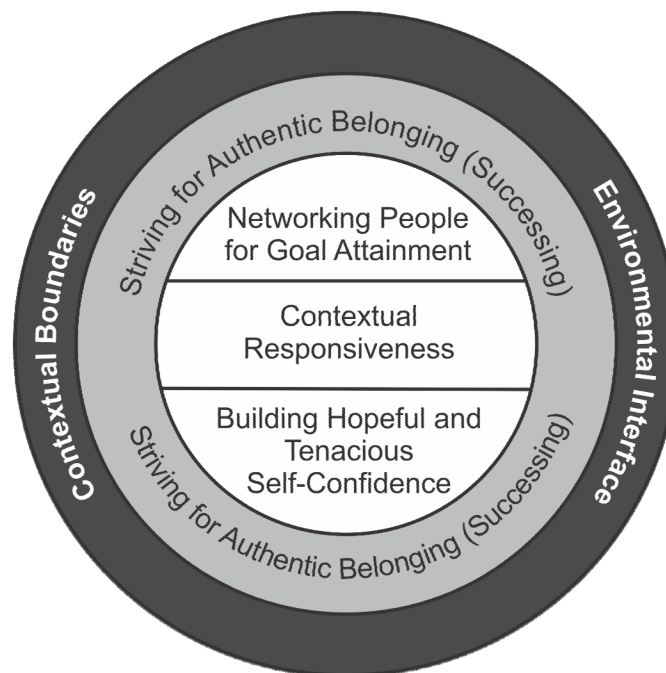 Striving for Authentic Belonging (Successing)
Networking People
for Goal Attainment
Contextual
Responsiveness
Building Hopeful and
Tenacious
Self-Confidence
Striving for Authentic Belonging (Successing)
Contextual Boundaries
Environmental Interface